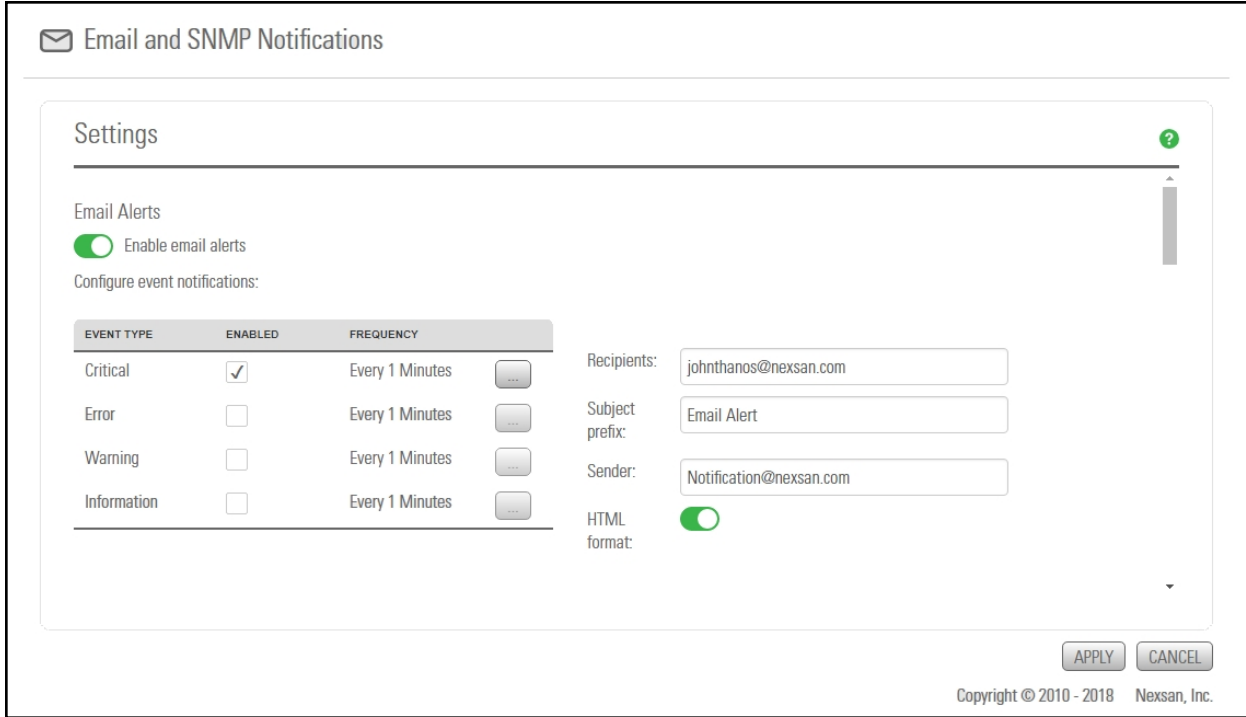 Email and SNMP Notifications
Settings
?
Email Alerts
Enable email alerts
Configure event notifications:
EVENT TYPE ENABLED FREQUENCY
Critical Every 1 Minutes ...
Error Every 1 Minutes ...
Warning Every 1 Minutes ...
Information Every 1 Minutes ...
Recipients: johnthanos@nexsan.com
Subject
prefix: Email Alert
Sender: Notification@nexsan.com
HTML
format:
APPLY CANCEL
Copyright © 2010 - 2018 Nexsan, Inc.